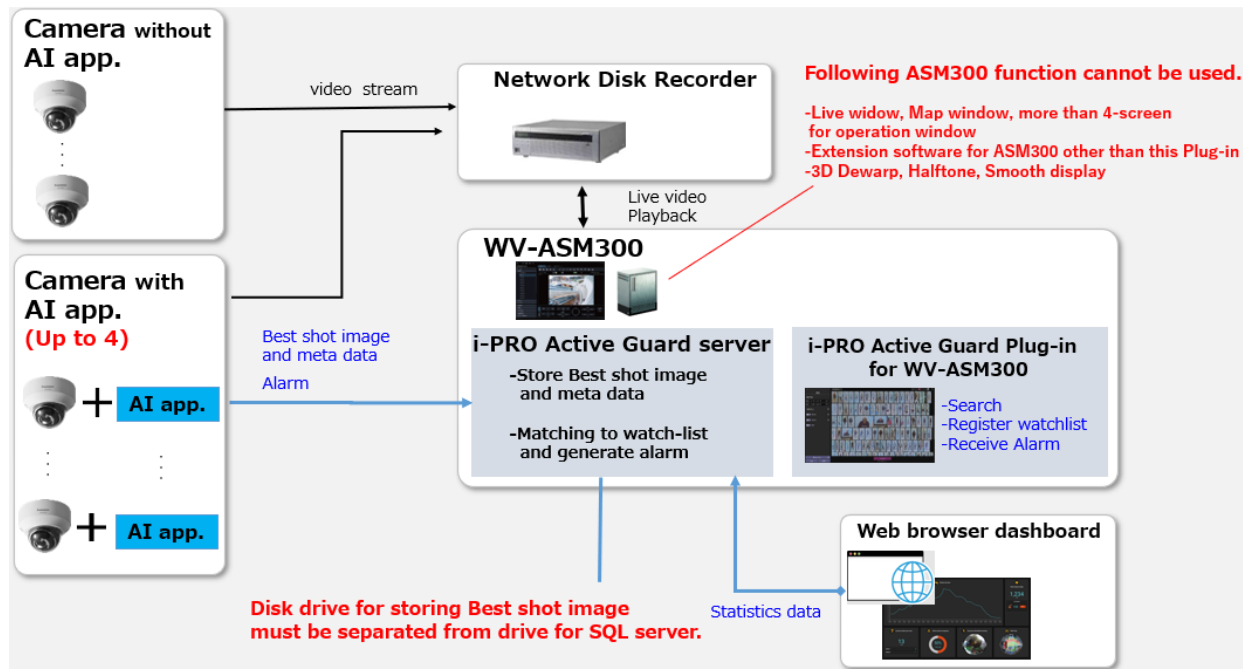 Camera without
AI app.
video stream
Network Disk Recorder
Following ASM300 function cannot be used.
-Live widow, Map window, more than 4-screen
for operation window
-Extension software for ASM300 other than this Plug-in
-3D Dewarp, Halftone, Smooth display
Live video
Playback
WV-ASM300
Camera with
AI app.
(Up to 4)
AI app.
AI app.
Best shot image
and meta data
Alarm
i-PRO Active Guard server
-Store Best shot image
and meta data
-Matching to watch-list
and generate alarm
i-PRO Active Guard Plug-in
for WV-ASM300
-Search
-Register watchlist
-Receive Alarm
Web browser dashboard
1,234
Statistics data
Disk drive for storing Best shot image
must be separated from drive for SQL server.